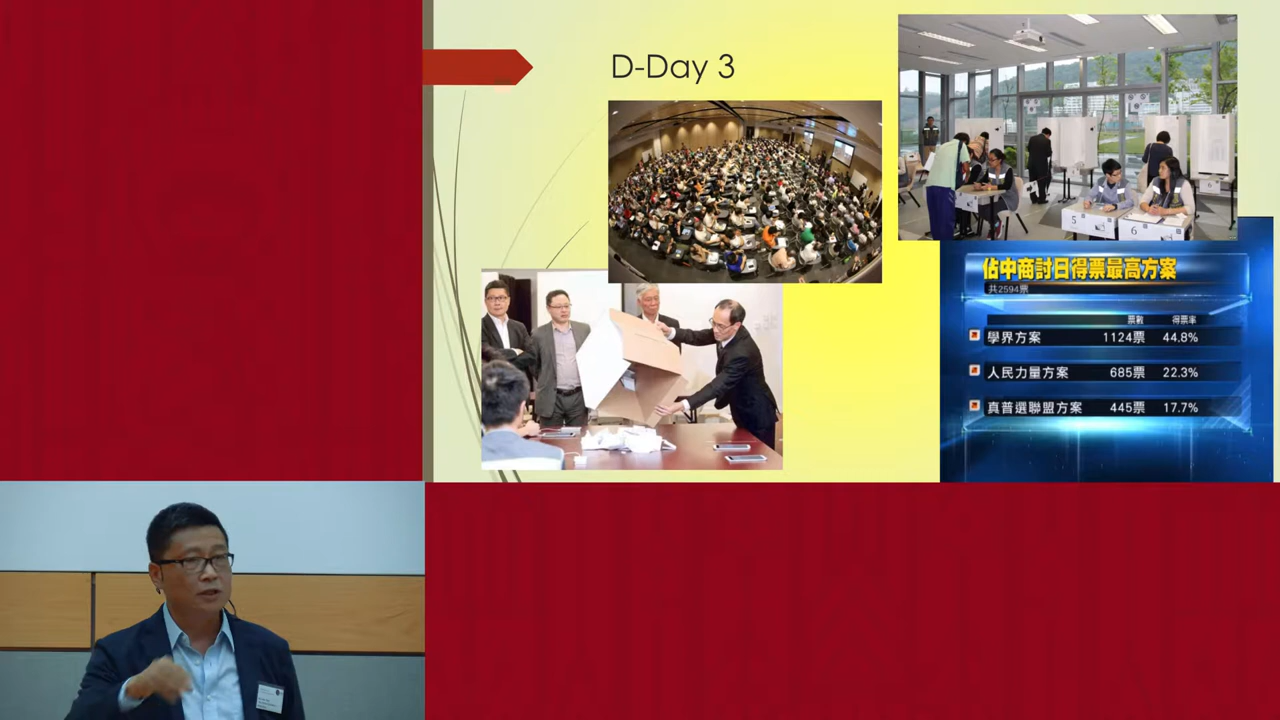 D-Day 3
5
6
佔中商討日得票最高方案
共2594票
票數 得票率
學界方案 1124票 44.8%
人民力量方案 685票 22.3%
真普選聯盟方案 445票 17.7%